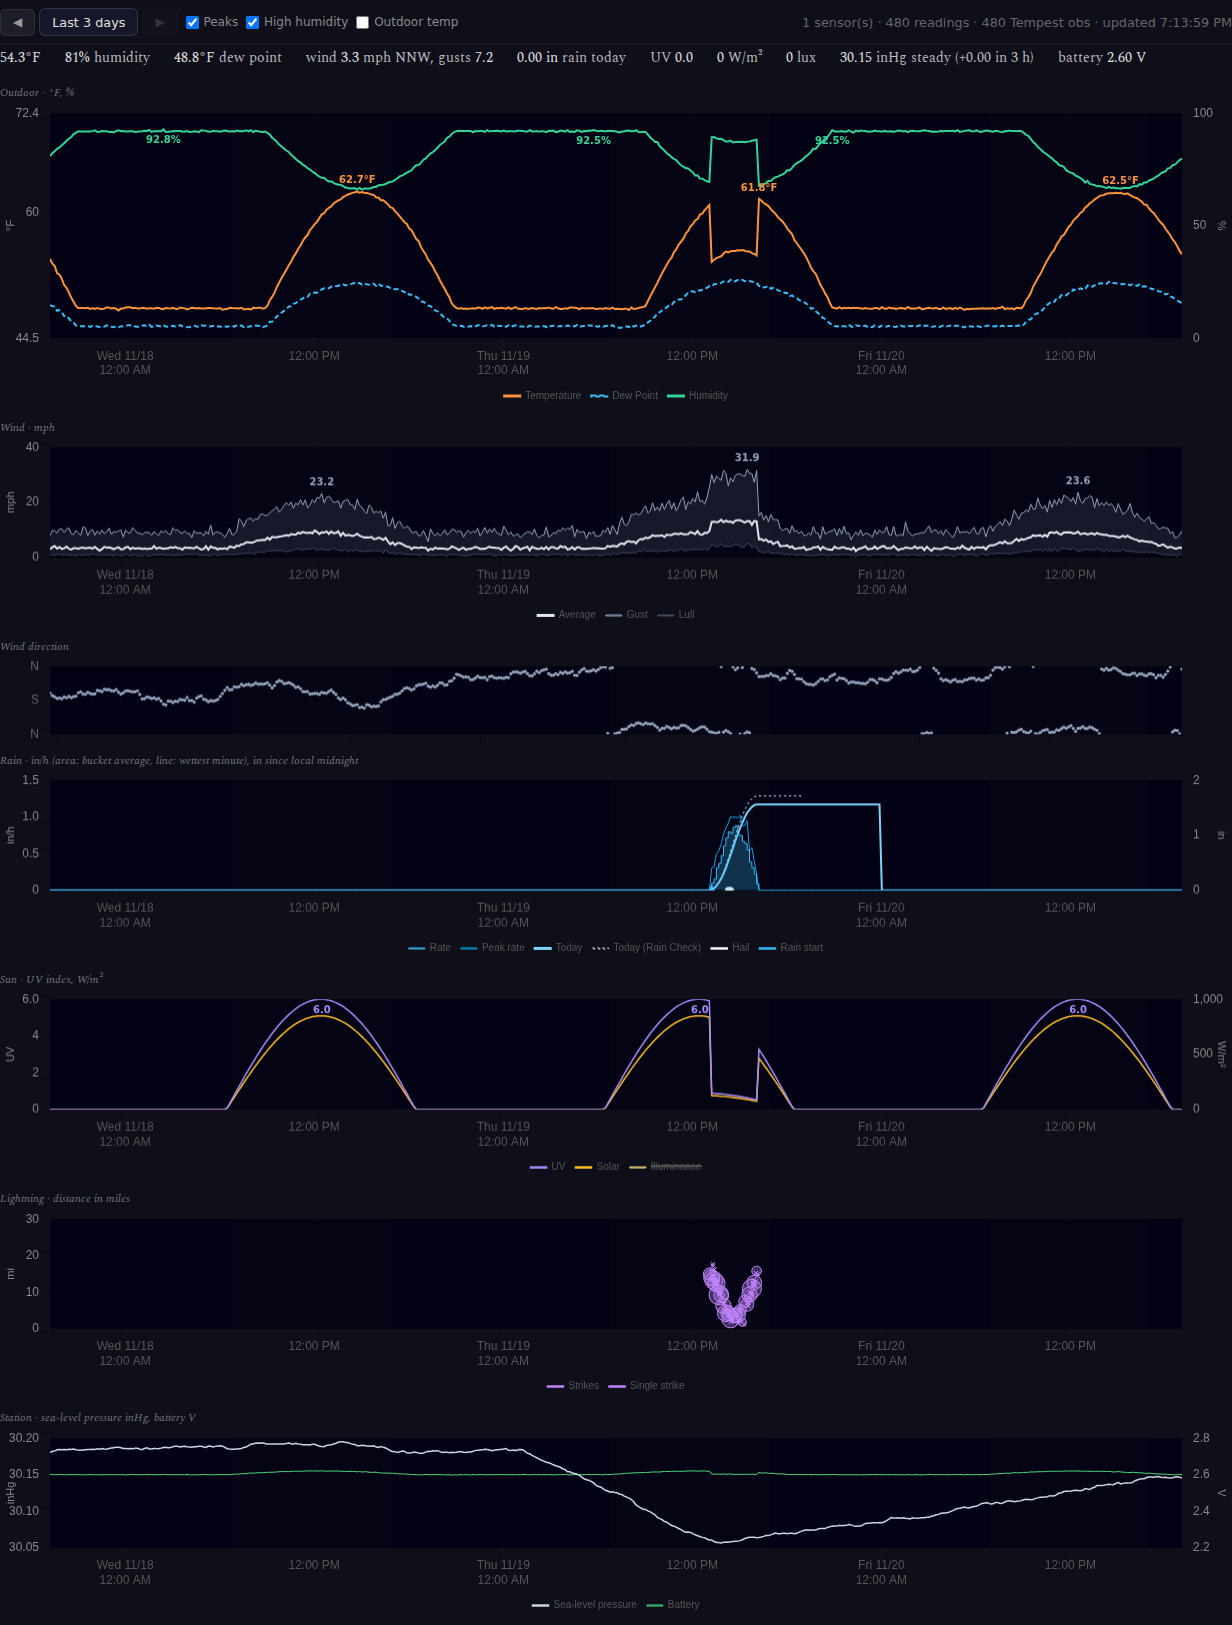 ◀ Last 3 days ▶ Peaks High humidity Outdoor temp 1 sensor(s) · 480 readings · 480 Tempest obs · updated 7:13:59 PM
54.3°F 81% humidity 48.8°F dew point wind 3.3 mph NNW, gusts 7.2 0.00 in rain today UV 0.0 0 W/m² 0 lux 30.15 inHg steady (+0.00 in 3 h) battery 2.60 V
Outdoor · °F, %
72.4 100
92.8% 92.5% 92.5%
62.7°F 61.8°F 62.5°F
60 50
°F %
44.5 0
Wed 11/18 12:00 PM Thu 11/19 12:00 PM Fri 11/20 12:00 PM
12:00 AM 12:00 AM 12:00 AM
Temperature Dew Point Humidity
Wind · mph
40
31.9
23.2 23.6
20
mph
0
Wed 11/18 12:00 PM Thu 11/19 12:00 PM Fri 11/20 12:00 PM
12:00 AM 12:00 AM 12:00 AM
Average Gust Lull
Wind direction
N
S
N
Rain · in/h (area: bucket average, line: wettest minute), in since local midnight
1.5 2
1.0
in/h 1 in
0.5
0 0
Wed 11/18 12:00 PM Thu 11/19 12:00 PM Fri 11/20 12:00 PM
12:00 AM 12:00 AM 12:00 AM
Rate Peak rate Today Today (Rain Check) Hail Rain start
Sun · UV index, W/m²
6.0 1,000
6.0 6.0 6.0
4
UV 500 W/m²
2
0 0
Wed 11/18 12:00 PM Thu 11/19 12:00 PM Fri 11/20 12:00 PM
12:00 AM 12:00 AM 12:00 AM
UV Solar Illuminance
Lightning · distance in miles
30
20
mi
10
0
Wed 11/18 12:00 PM Thu 11/19 12:00 PM Fri 11/20 12:00 PM
12:00 AM 12:00 AM 12:00 AM
Strikes Single strike
Station · sea-level pressure inHg, battery V
30.20 2.8
30.15 2.6
inHg V
30.10 2.4
30.05 2.2
Wed 11/18 12:00 PM Thu 11/19 12:00 PM Fri 11/20 12:00 PM
12:00 AM 12:00 AM 12:00 AM
Sea-level pressure Battery